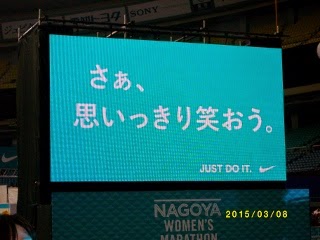 SONY
さぁ、
思いっきり笑おう。
JUST DO IT.
NAGOYA
WOMEN'S
MARATHON
2015/03/08